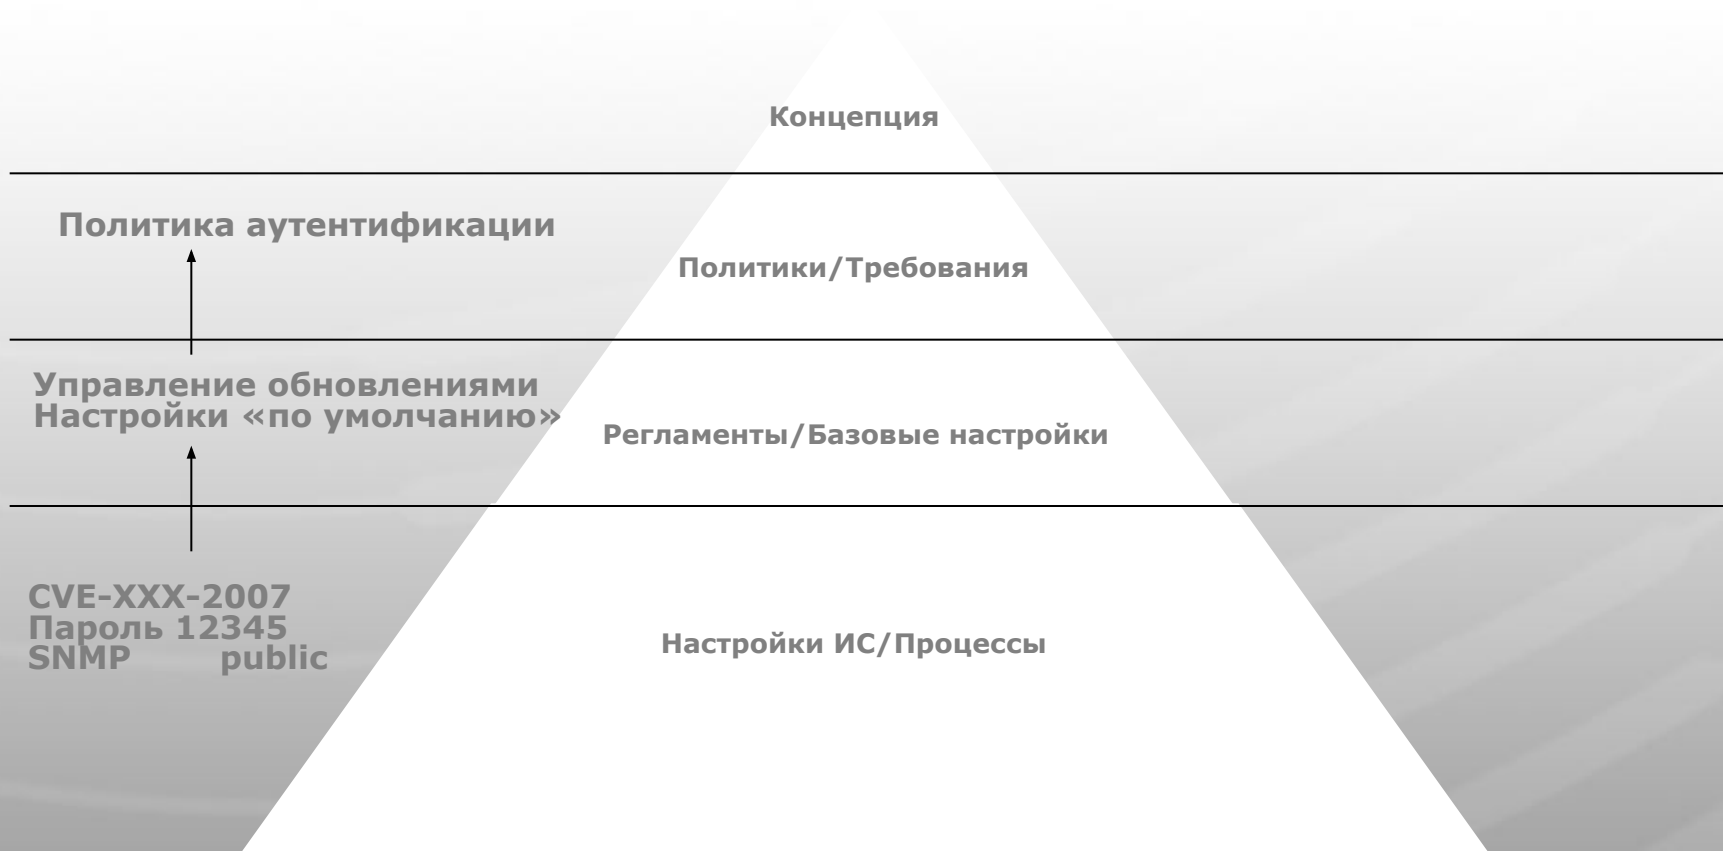 Концепция
Политика аутентификации
Политики/Требования
Управление обновлениями
Настройки «по умолчанию»
Регламенты/Базовые настройки
CVE-XXX-2007
Пароль 12345
SNMP public
Настройки ИС/Процессы